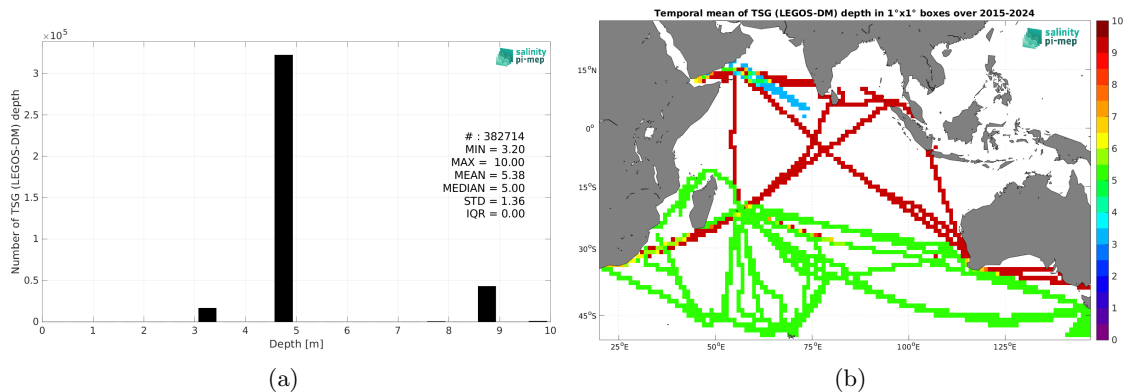 ×10^5
3
2.5
2
1.5
1
0.5
0
Number of TSG (LEGOS-DM) depth
salinity
pi-mep
# : 382714
MIN = 3.20
MAX = 10.00
MEAN = 5.38
MEDIAN = 5.00
STD = 1.36
IQR = 0.00
0 1 2 3 4 5 6 7 8 9 10
Depth [m]
(a)
Temporal mean of TSG (LEGOS-DM) depth in 1°x1° boxes over 2015-2024
salinity
pi-mep
15°N
0°
15°S
30°S
45°S
25°E 50°E 75°E 100°E 125°E
10
9
8
7
6
5
4
3
2
1
0
(b)